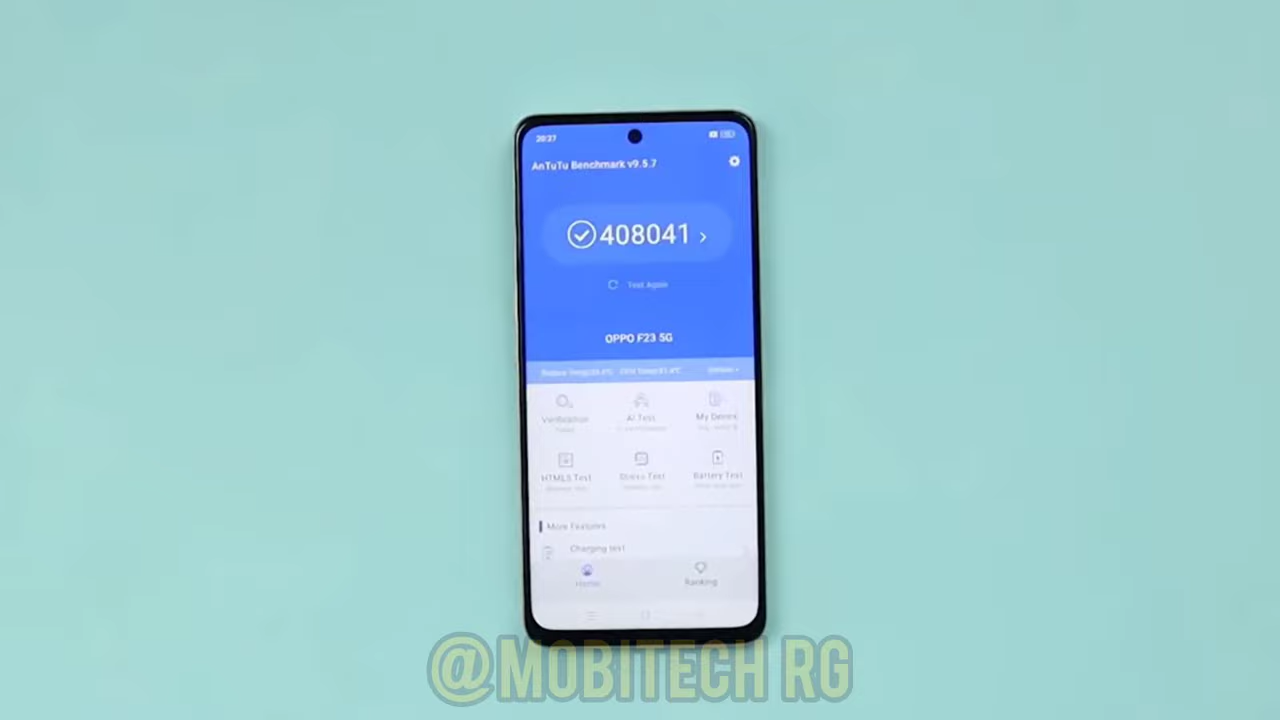 20:37
AnTuTu Benchmark v9.5.7
408041
Test Again
OPPO F23 5G
Verification
AI Test
My Device
HTML5 Test
Stress Test
Battery Test
More Features
Charging test
Home
Ranking
@MOBITECH RG